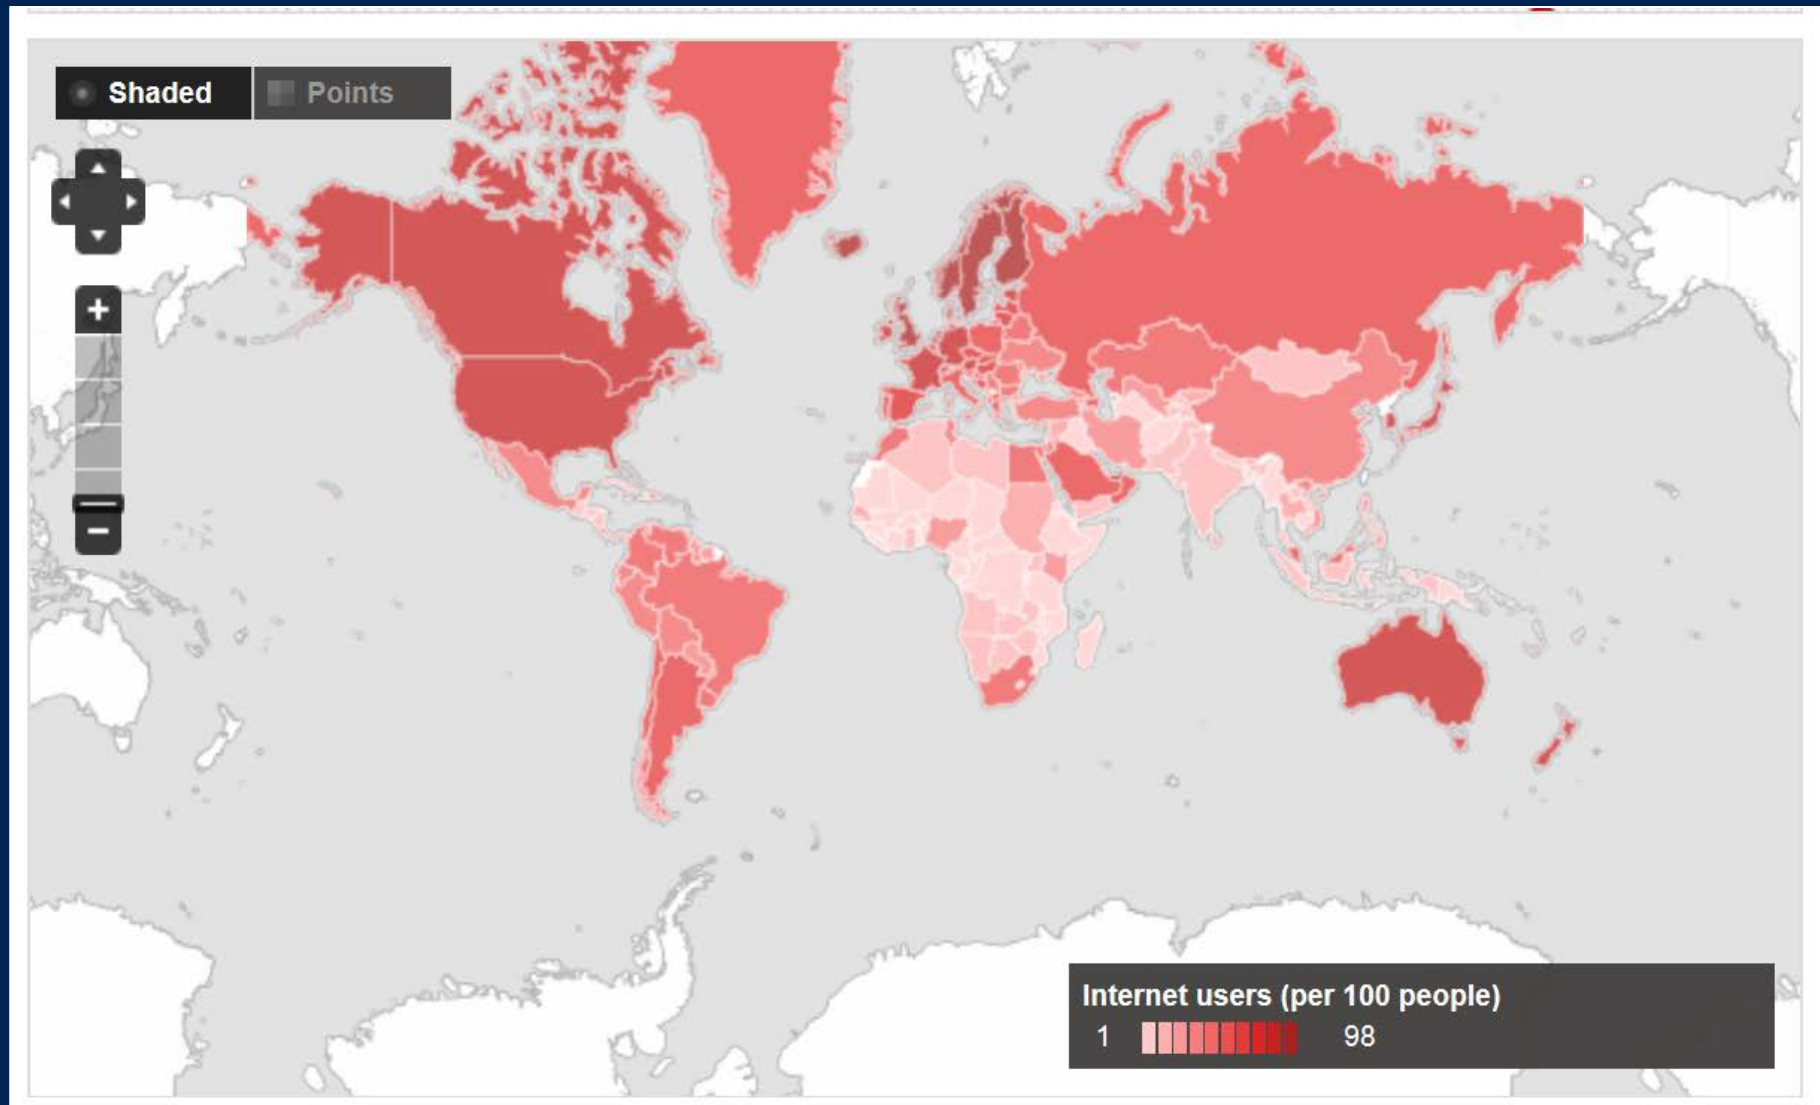 Shaded
Points
+
−
Internet users (per 100 people)
1 98